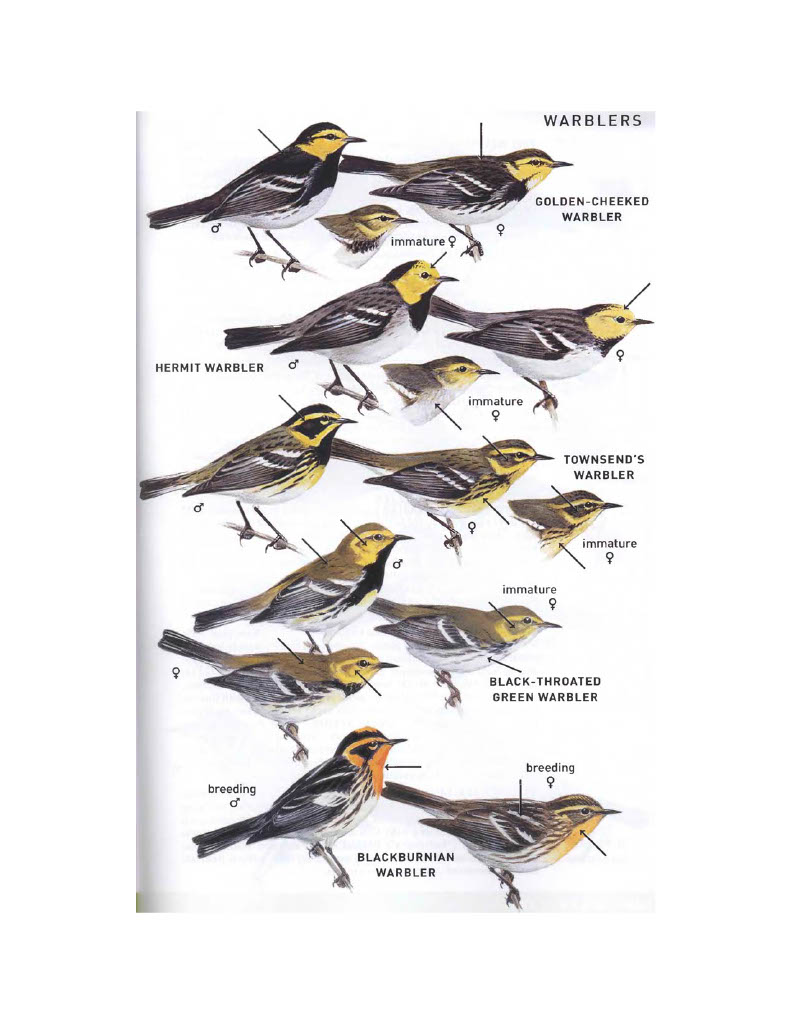 WARBLERS
GOLDEN-CHEEKED
WARBLER
♂
immature ♀
♀
HERMIT WARBLER ♂
♀
immature
♀
TOWNSEND'S
WARBLER
♂
♀
immature
♀
♂
immature
♀
♀
BLACK-THROATED
GREEN WARBLER
breeding
♂
breeding
♀
BLACKBURNIAN
WARBLER